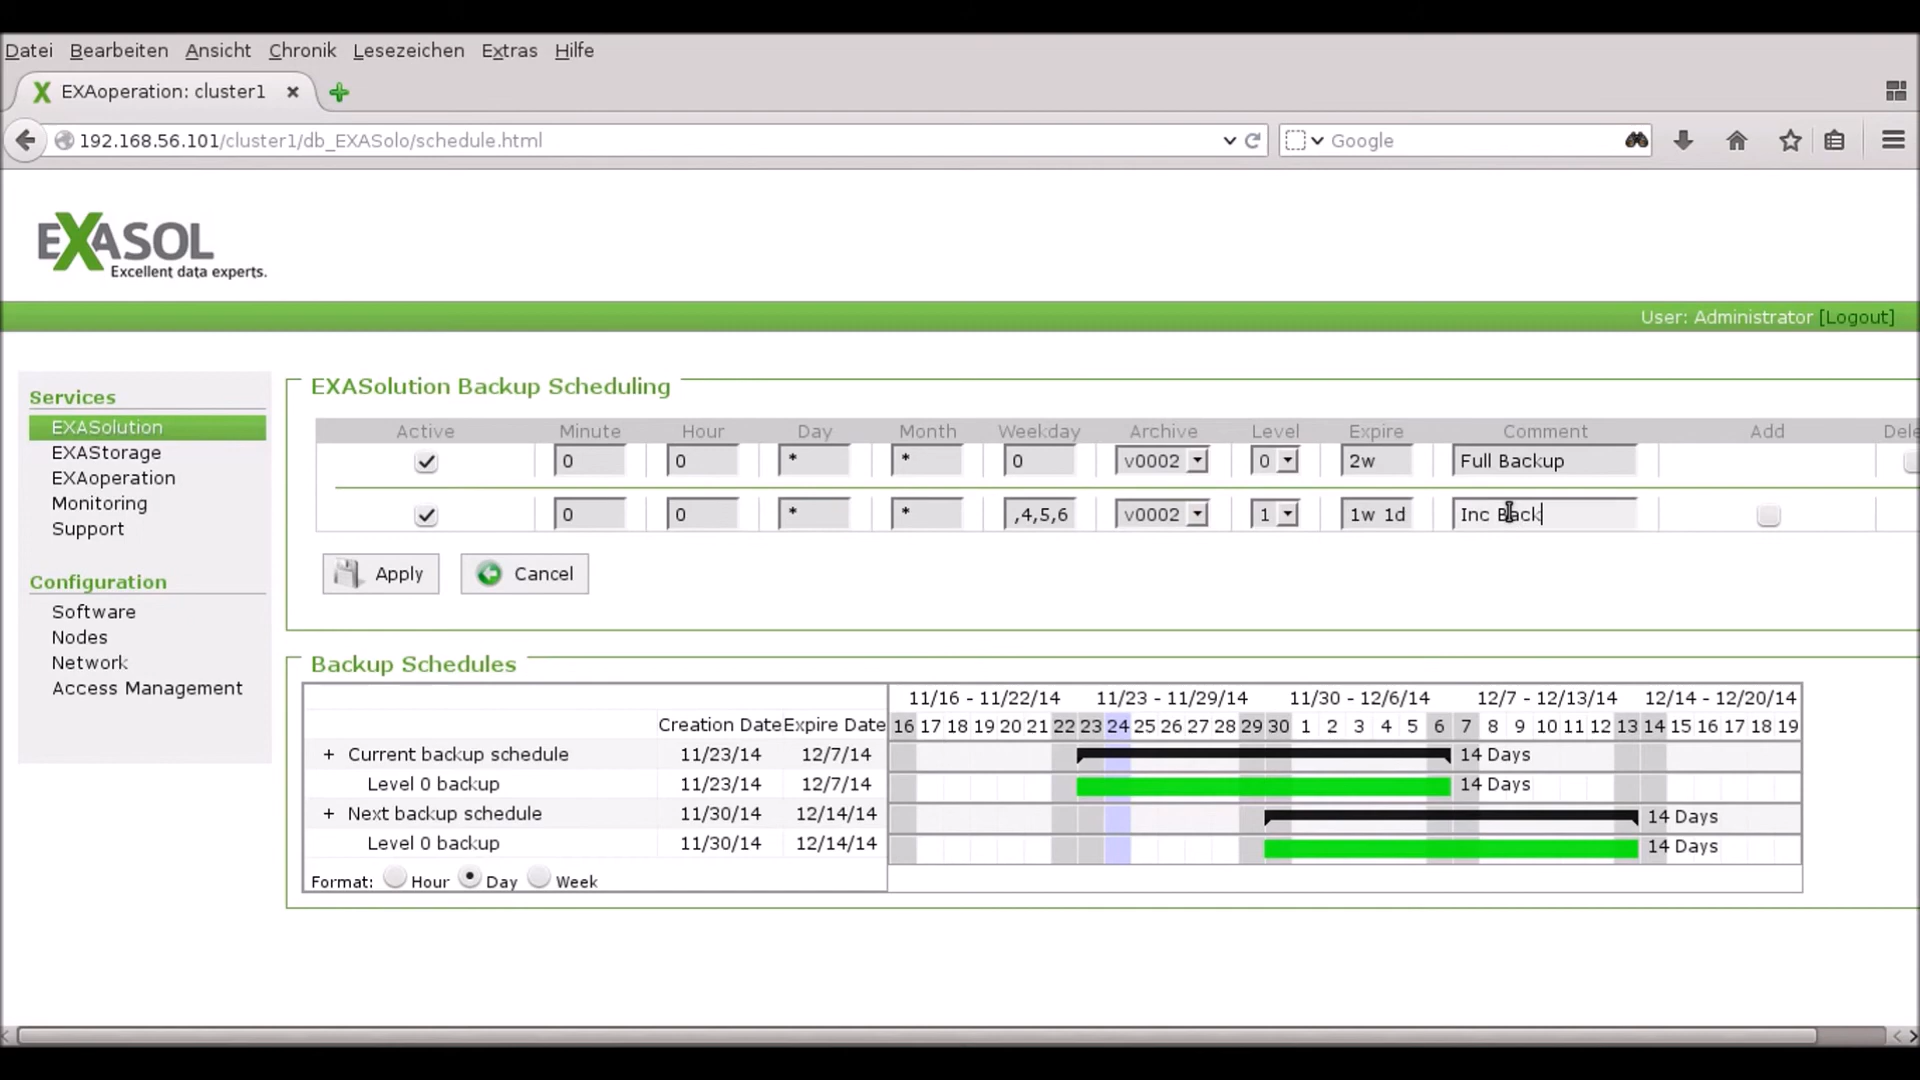 Datei Bearbeiten Ansicht Chronik Lesezeichen Extras Hilfe
EXAoperation: cluster1
192.168.56.101/cluster1/db_EXASolo/schedule.html Google
EXASOL
Excellent data experts.
User: Administrator [Logout]
Services
EXASolution
EXAStorage
EXAoperation
Monitoring
Support
Configuration
Software
Nodes
Network
Access Management
EXASolution Backup Scheduling
Active Minute Hour Day Month Weekday Archive Level Expire Comment Add Dele
0 0 * * 0 v0002 0 2w Full Backup
0 0 * * ,4,5,6 v0002 1 1w 1d Inc Back
Apply Cancel
Backup Schedules
11/16 - 11/22/14 11/23 - 11/29/14 11/30 - 12/6/14 12/7 - 12/13/14 12/14 - 12/20/14
Creation Date Expire Date 16 17 18 19 20 21 22 23 24 25 26 27 28 29 30 1 2 3 4 5 6 7 8 9 10 11 12 13 14 15 16 17 18 19
+ Current backup schedule 11/23/14 12/7/14 14 Days
Level 0 backup 11/23/14 12/7/14 14 Days
+ Next backup schedule 11/30/14 12/14/14 14 Days
Level 0 backup 11/30/14 12/14/14 14 Days
Format: Hour Day Week